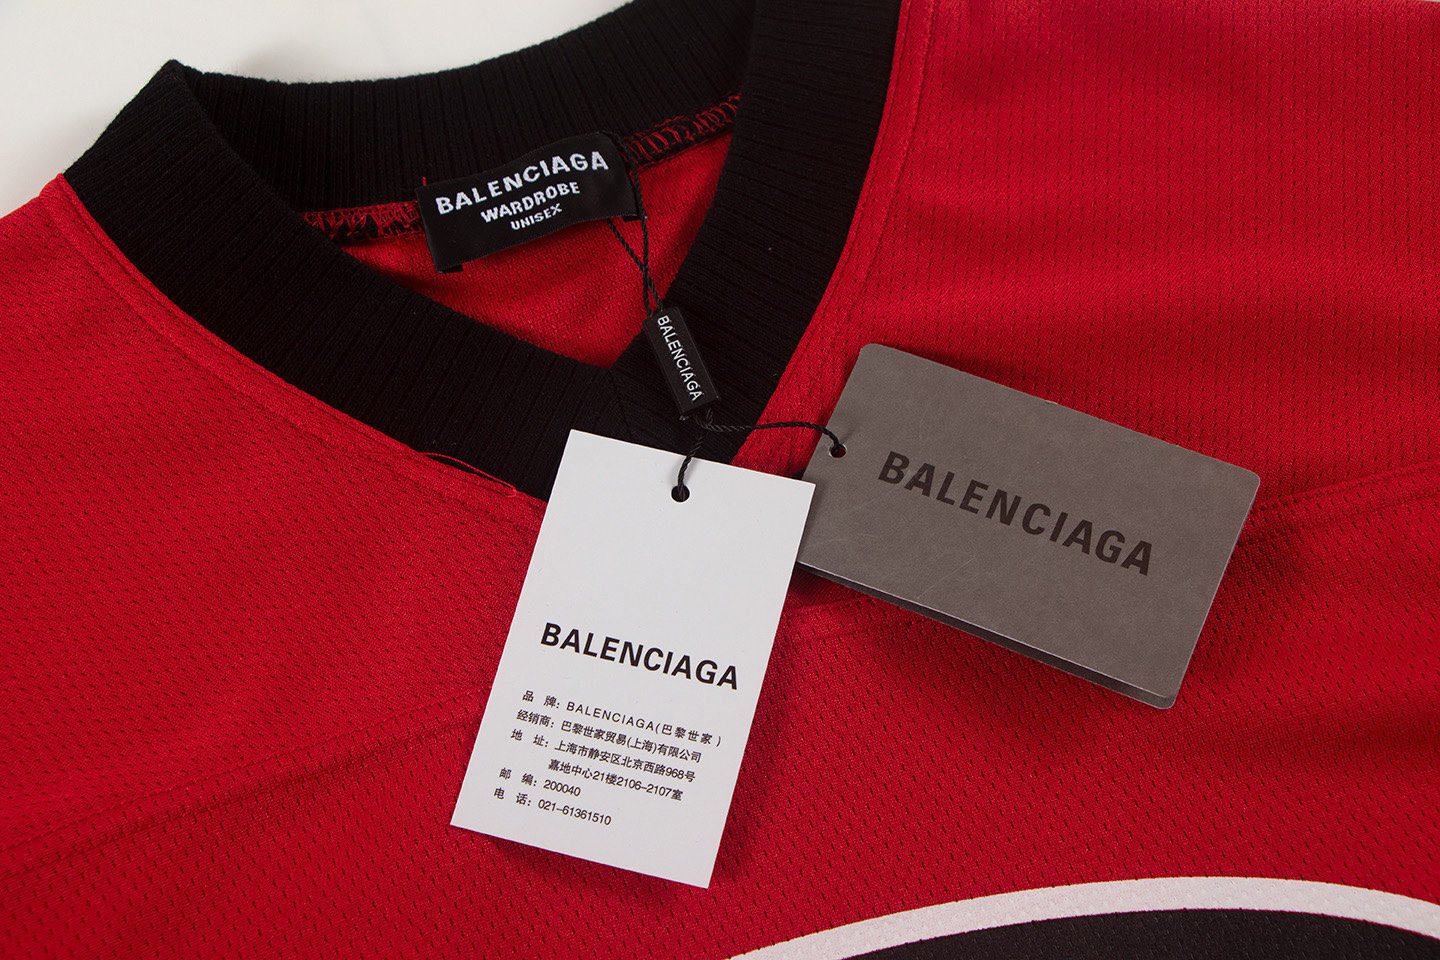 BALENCIAGA
WARDROBE
UNISEX
BALENCIAGA
BALENCIAGA
BALENCIAGA
品 牌: BALENCIAGA(巴黎世家)
经销商: 巴黎世家贸易(上海)有限公司
地 址: 上海市静安区北京西路968号
嘉地中心21楼2106-2107室
邮 编: 200040
电 话: 021-61361510